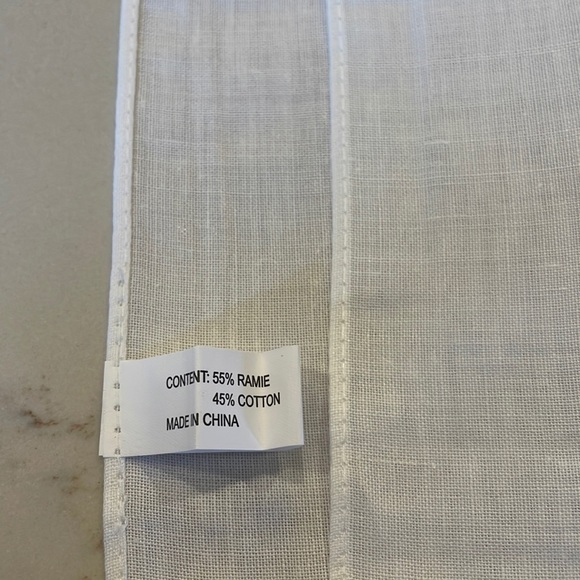 CONTENT: 55% RAMIE
45% COTTON
MADE IN CHINA